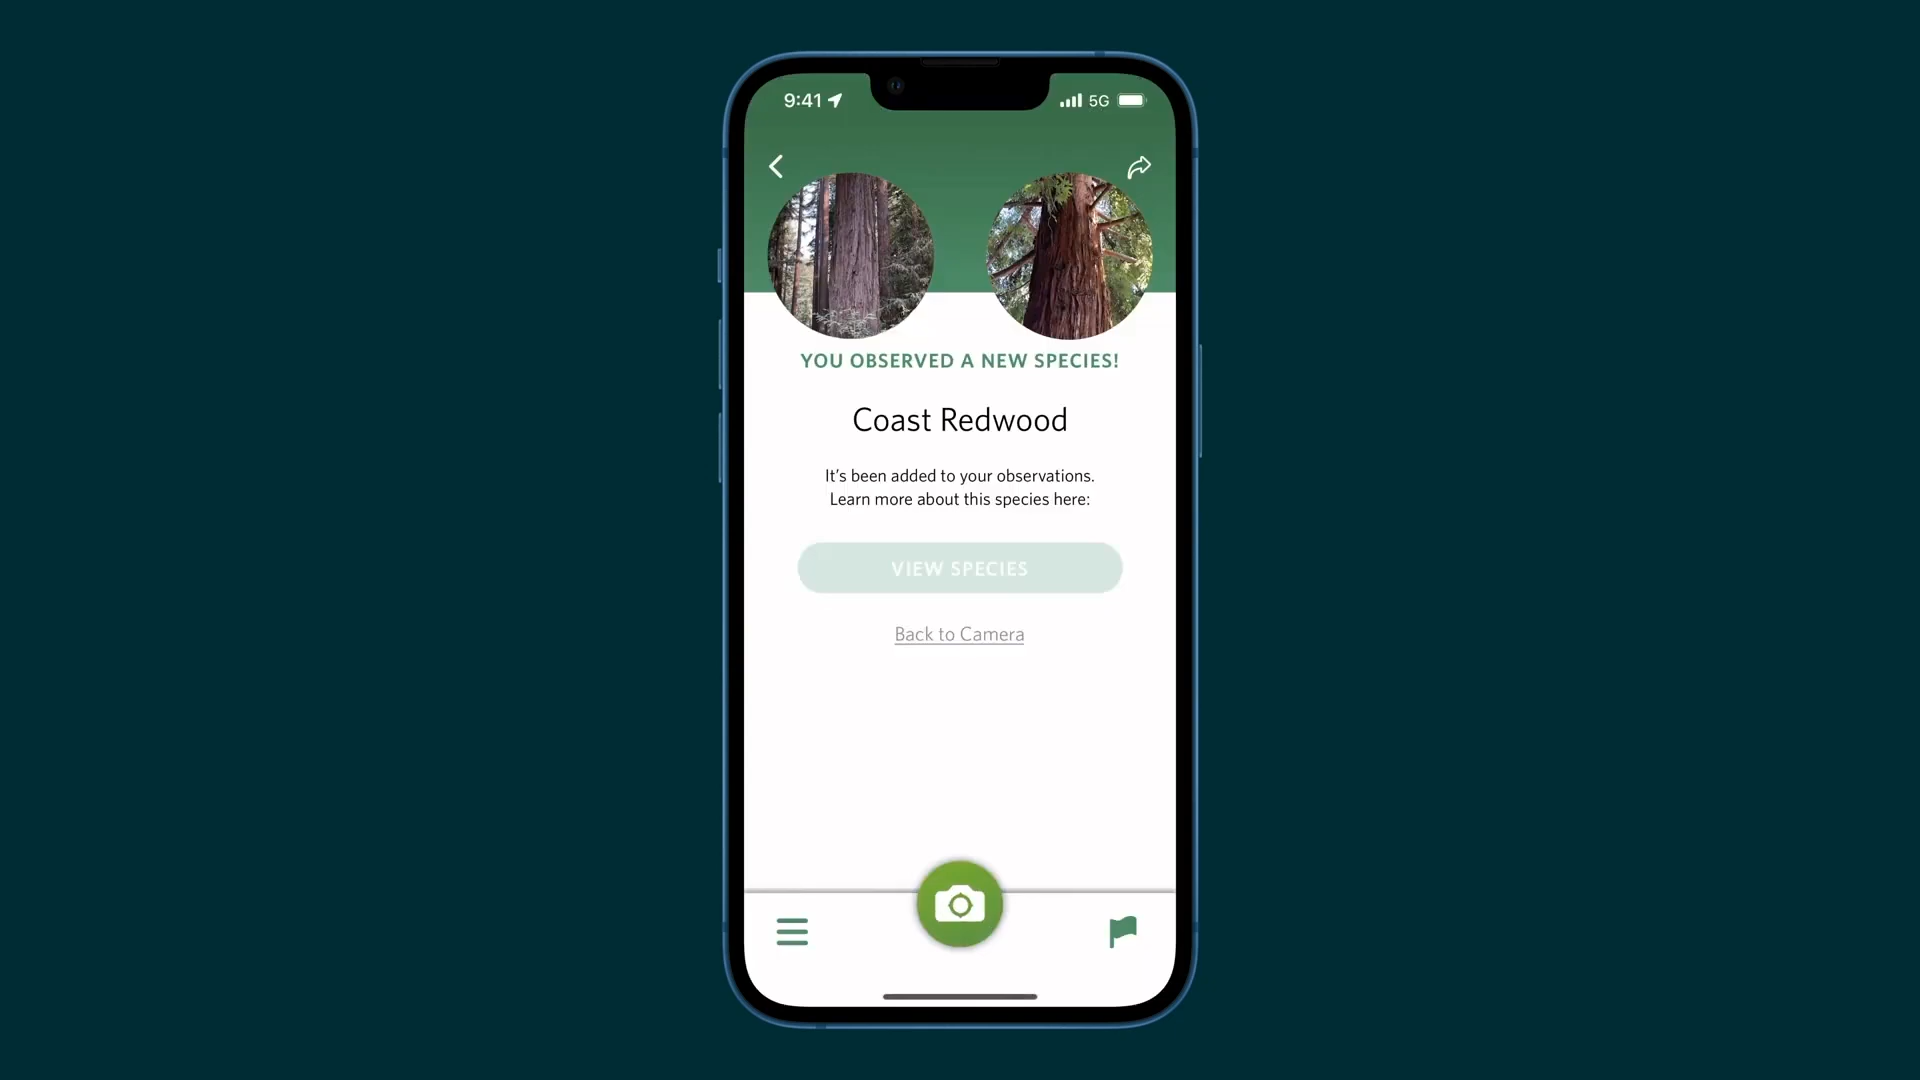 9:41
5G
YOU OBSERVED A NEW SPECIES!
Coast Redwood
It’s been added to your observations.
Learn more about this species here:
VIEW SPECIES
Back to Camera